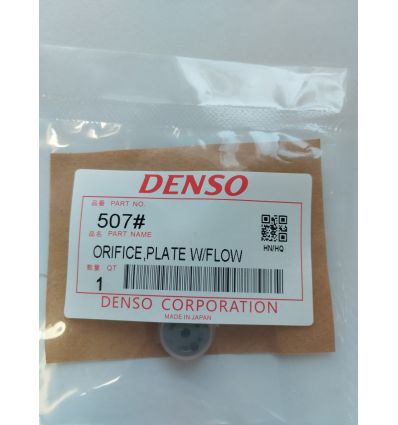 DENSO
品番 PART NO.
507#
品名 PART NAME
HN/HQ
ORIFICE,PLATE W/FLOW
数量 QT
1
DENSO CORPORATION
MADE IN JAPAN